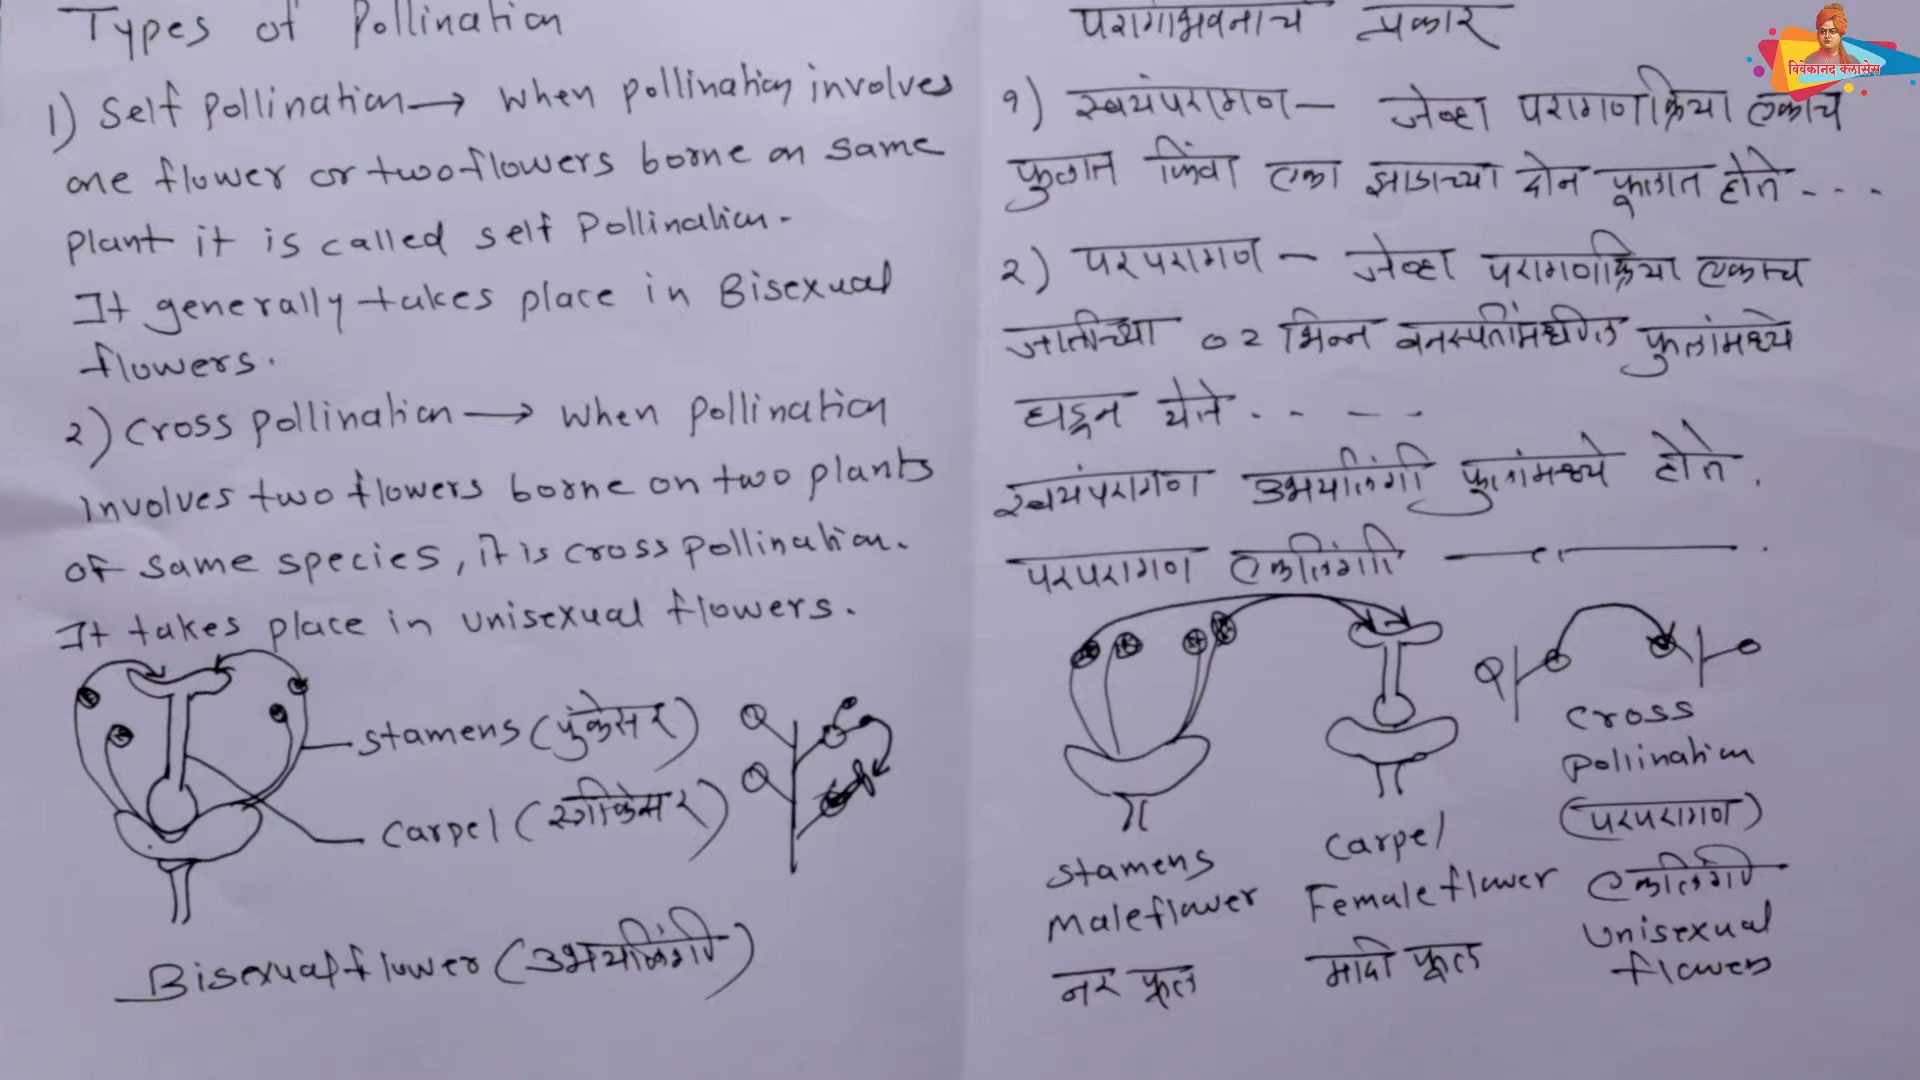 Types of Pollination
1) Self pollination → when pollination involves
one flower or two flowers borne on same
plant it is called self Pollination.
It generally takes place in Bisexual
flowers.
2) Cross pollination → when pollination
involves two flowers borne on two plants
of same species, it is cross pollination.
It takes place in unisexual flowers.
stamens (पुंकेसर)
carpel (स्त्रीकेसर)
Bisexual flower (उभयलिंगी)
परागीभवनाचे प्रकार
१) स्वयंपरागण — जेव्हा परागणक्रिया एकाच
फुलात किंवा एका झाडाच्या दोन फूलात होते - - - -
२) परपरागण — जेव्हा परागणक्रिया एकाच
जातीच्या ०२ भिन्न वनस्पतींमधील फुलांमध्ये
घडून येते - - - -
स्वयंपरागण उभयलिंगी फुलांमध्ये होते.
परपरागण एकलिंगी —— " ——.
stamens
Male flower
नर फूल
Carpel
Female flower
मादी फूल
Cross
pollination
(परपरागण)
एकलिंगी
Unisexual
flowers
विवेकानंद क्लासेस